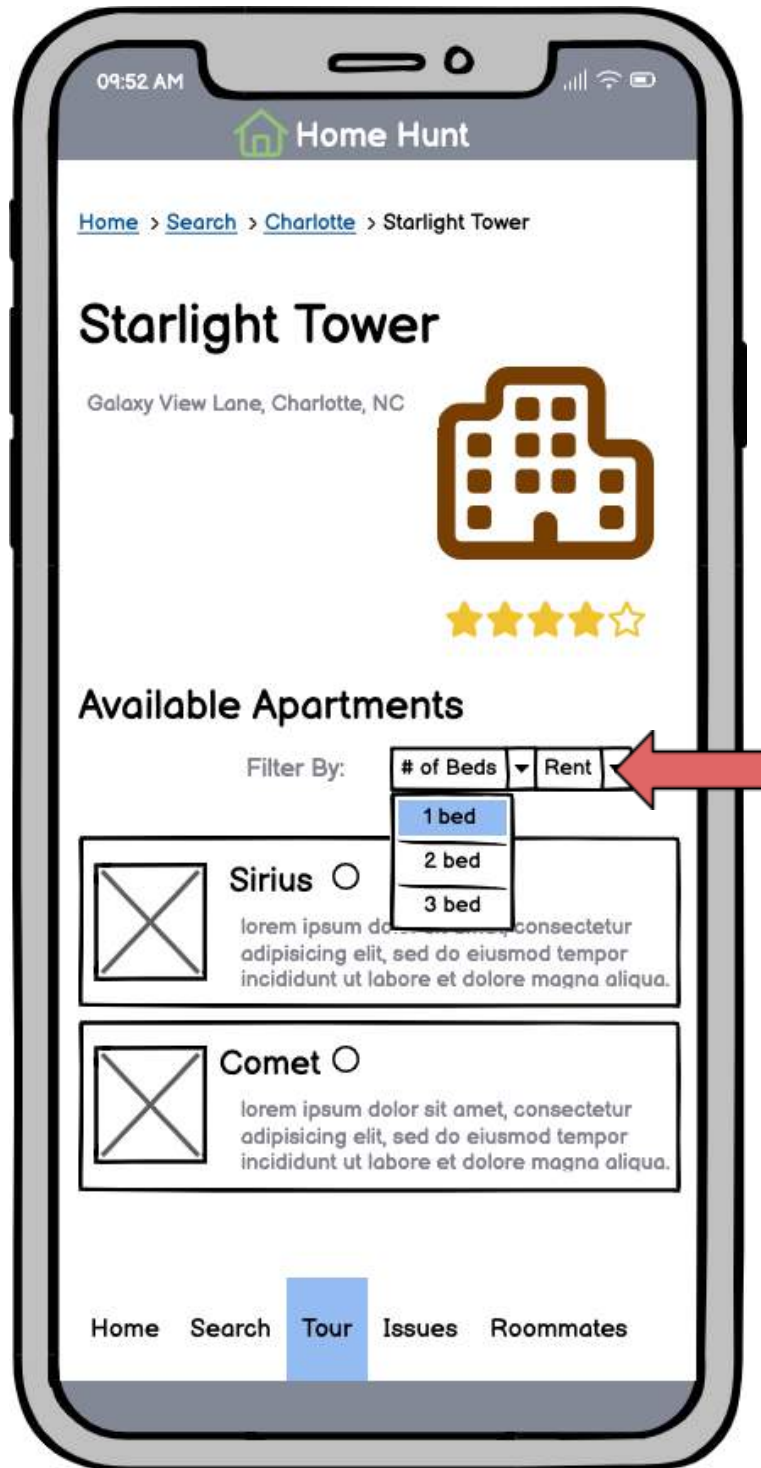 09:52 AM
Home Hunt
Home > Search > Charlotte > Starlight Tower
Starlight Tower
Galaxy View Lane, Charlotte, NC
Available Apartments
Filter By: # of Beds Rent
1 bed
2 bed
3 bed
Sirius
lorem ipsum consectetur
adipisicing elit, sed do eiusmod tempor
incididunt ut labore et dolore magna aliqua.
Comet
lorem ipsum dolor sit amet, consectetur
adipisicing elit, sed do eiusmod tempor
incididunt ut labore et dolore magna aliqua.
Home Search Tour Issues Roommates